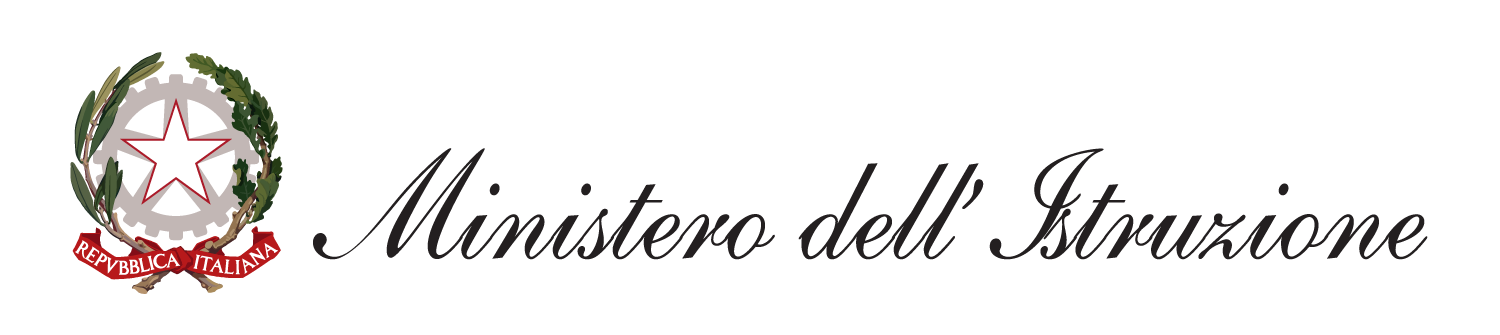 REPVBBLICA ITALIANA
Ministero dell' Istruzione